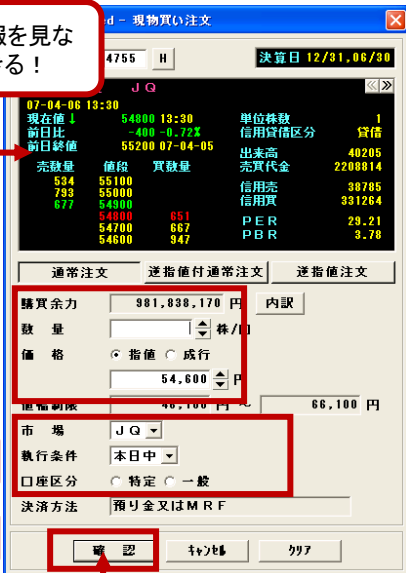 ed - 現物買い注文
報を見な
きる！
4755 H 決算日 12/31,06/30
J Q
07-04-06 13:30
現在値↓ 54800 13:30 単位株数 1
前日比 -400 -0.72% 信用貸借区分 貸借
前日終値 55200 07-04-05
出来高 40205
売数量 値段 買数量 売買代金 2208814
534 55100
793 55000 信用売 38785
677 54900 信用買 331264
54800 651
54700 667 PER 29.21
54600 947 PBR 3.78
通常注文 逆指値付通常注文 逆指値注文
購買余力 981,838,170 円 内訳
数 量 株/口
価 格 指値 成行
54,600 円
値幅制限 46,100 円 ～ 66,100 円
市 場 JQ
執行条件 本日中
口座区分 特定 一般
決済方法 預り金又はＭＲＦ
確 認 ｷｬﾝｾﾙ ｸﾘｱ